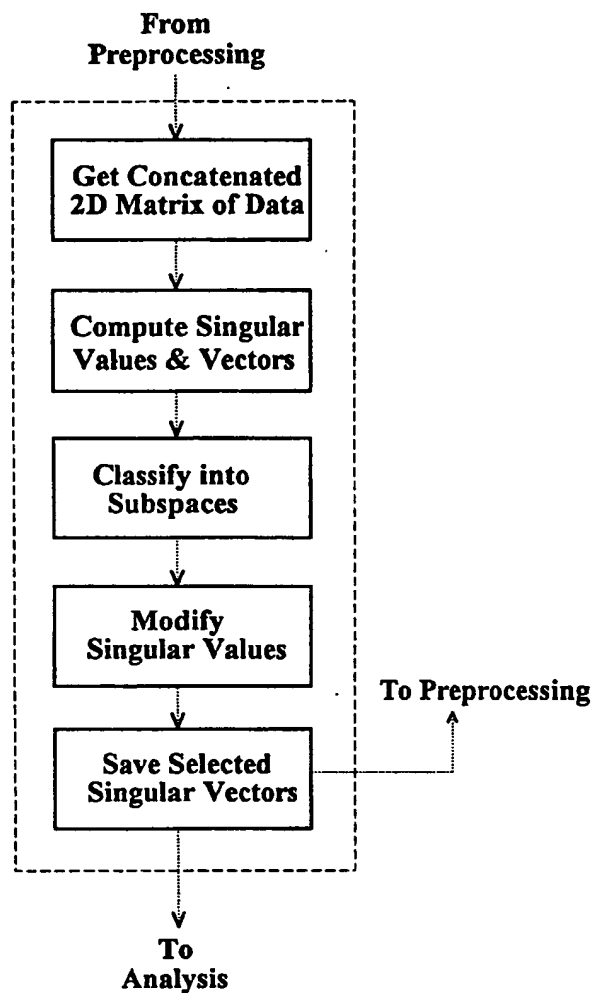 From
Preprocessing
Get Concatenated
2D Matrix of Data
Compute Singular
Values & Vectors
Classify into
Subspaces
Modify
Singular Values
To Preprocessing
Save Selected
Singular Vectors
To
Analysis